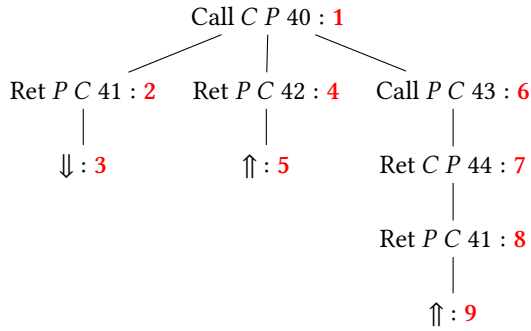 Call C P 40 : 1
Ret P C 41 : 2 Ret P C 42 : 4 Call P C 43 : 6
⇓ : 3 ⇑ : 5 Ret C P 44 : 7
Ret P C 41 : 8
⇑ : 9